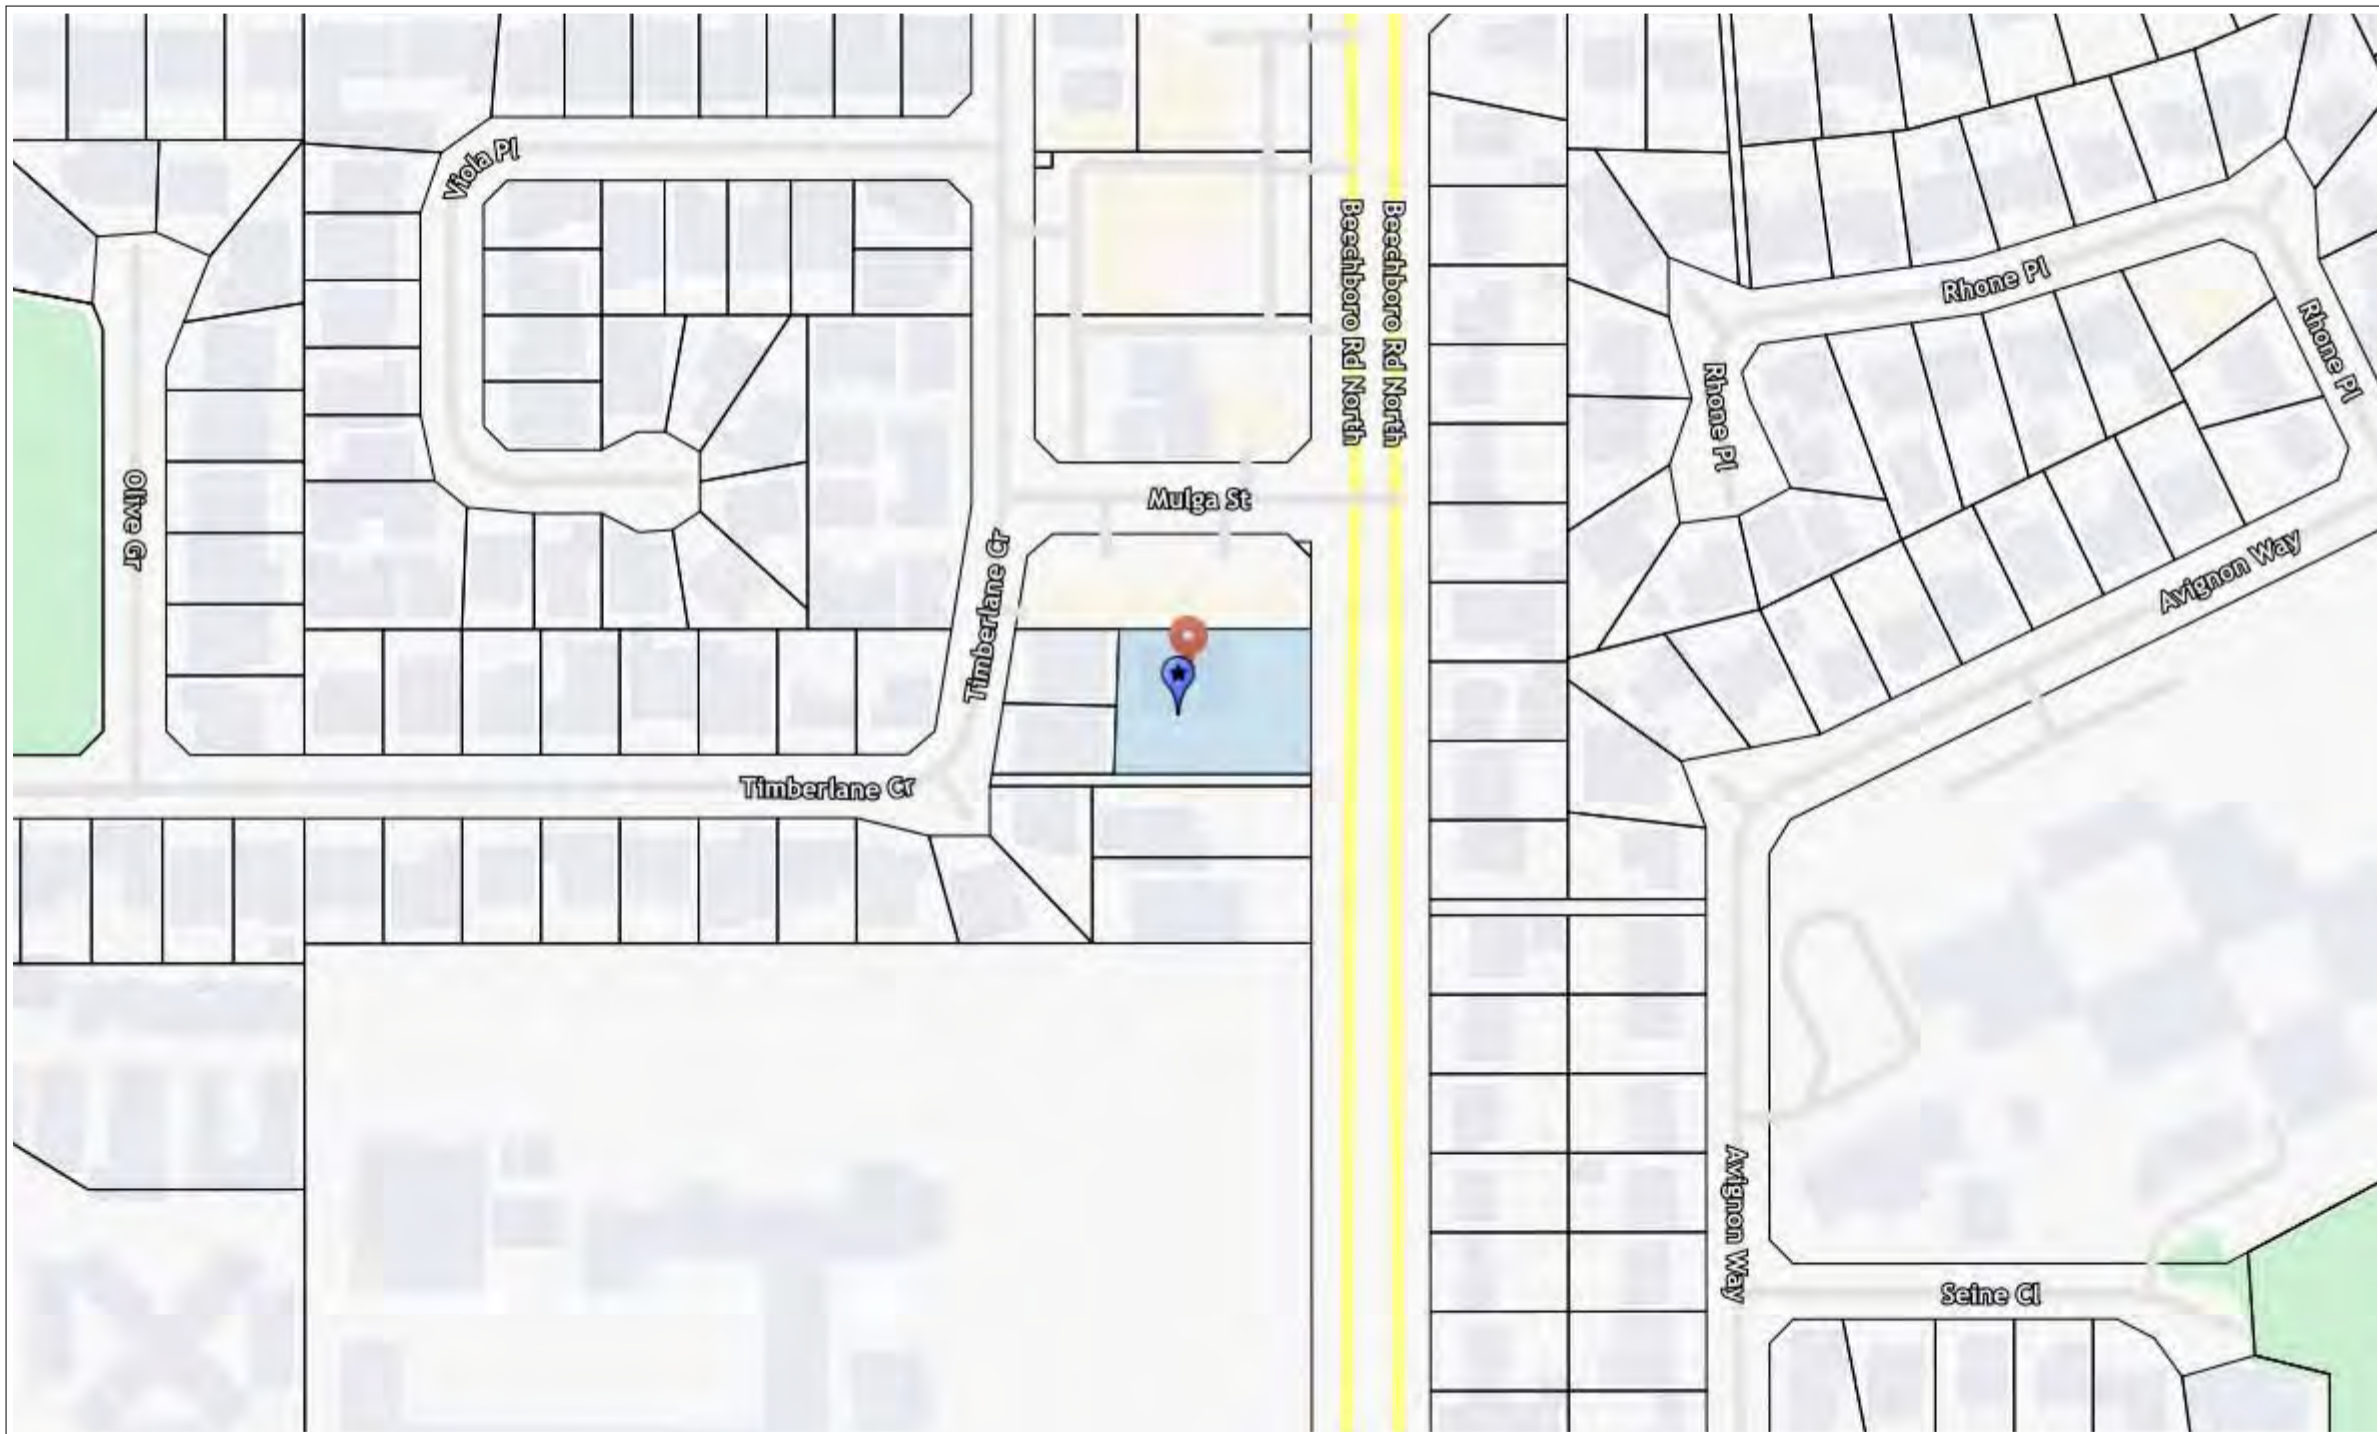 Viola Pl
Beechboro Rd North
Beechboro Rd North
Rhone Pl
Rhone Pl
Rhone Pl
Olive Gr
Mulga St
Timberlane Cr
Avignon Way
Timberlane Cr
Avignon Way
Seine Cl